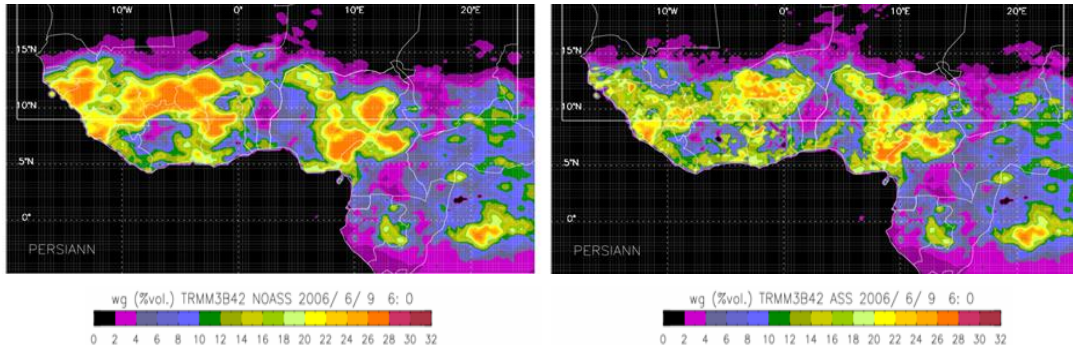 10°W 0° 10°E 20°E
15°N
10°N
5°N
0°
PERSIANN
wg (%vol.) TRMM3B42 NOASS 2006/ 6/ 9 6: 0
0 2 4 6 8 10 12 14 16 18 20 22 24 26 28 30 32
10°W 0° 10°E 20°E
15°N
10°N
5°N
0°
PERSIANN
wg (%vol.) TRMM3B42 ASS 2006/ 6/ 9 6: 0
0 2 4 6 8 10 12 14 16 18 20 22 24 26 28 30 32